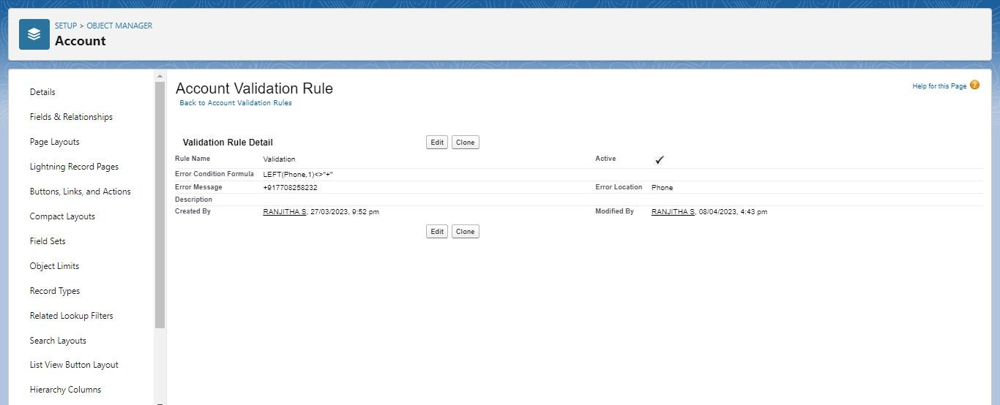 SETUP > OBJECT MANAGER
Account
Details
Fields & Relationships
Page Layouts
Lightning Record Pages
Buttons, Links, and Actions
Compact Layouts
Field Sets
Object Limits
Record Types
Related Lookup Filters
Search Layouts
List View Button Layout
Hierarchy Columns
Account Validation Rule
Back to Account Validation Rules
Help for this Page ?
Validation Rule Detail Edit Clone
Rule Name Validation Active
Error Condition Formula LEFT(Phone,1)<>"+"
Error Message +917708258232 Error Location Phone
Description
Created By RANJITHA S, 27/03/2023, 9:52 pm Modified By RANJITHA S, 08/04/2023, 4:43 pm
Edit Clone